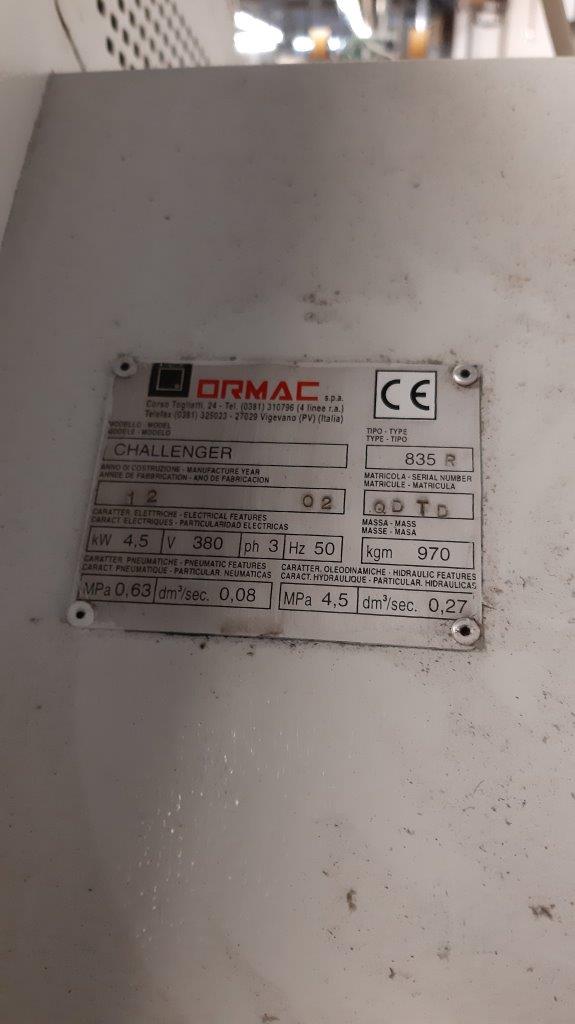 ORMAC s.p.a.
CE
Corso Togliatti, 24 - Tel. (0381) 310796 (4 linee r.a.)
Telefax (0381) 325023 - 27029 Vigevano (PV) (Italia)
MODELLO - MODEL
MODELE - MODELO
TIPO - TYPE
TYPE - TIPO
CHALLENGER
835 R
ANNO DI COSTRUZIONE - MANUFACTURE YEAR
ANNEE DE FABRICATION - ANO DE FABRICACION
MATRICOLA - SERIAL NUMBER
MATRICULE - MATRICULA
12 02
QDTD
CARATT. ELETTRICHE - ELECTRICAL FEATURES
CARACT. ELECTRIQUES - PARTICULARIDAD ELECTRICAS
MASSA - MASS
MASSE - MASA
kW 4,5 V 380 ph 3 Hz 50
kgm 970
CARATTER. PNEUMATICHE - PNEUMATIC FEATURES
CARACT. PNEUMATIQUE - PARTICULAR. NEUMATICAS
CARATTER. OLEODINAMICHE - HIDRAULIC FEATURES
CARACT. HYDRAULIQUE - PARTICULAR. HIDRAULICAS
MPa 0,63 dm³/sec. 0,08
MPa 4,5 dm³/sec. 0,27